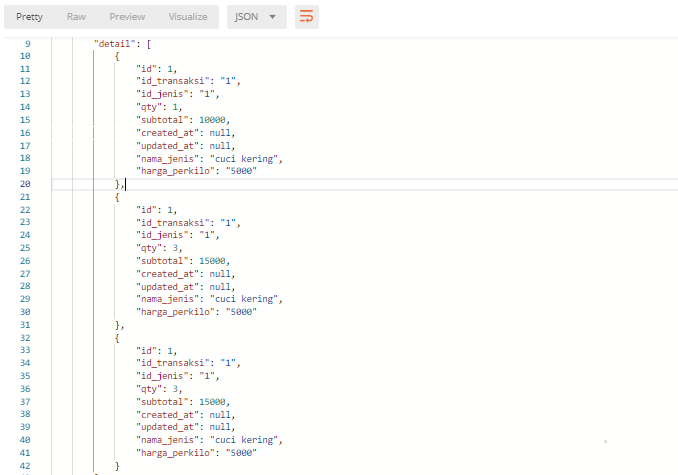 Pretty Raw Preview Visualize JSON
9 "detail": [
10 {
11 "id": 1,
12 "id_transaksi": "1",
13 "id_jenis": "1",
14 "qty": 1,
15 "subtotal": 10000,
16 "created_at": null,
17 "updated_at": null,
18 "nama_jenis": "cuci kering",
19 "harga_perkilo": "5000"
20 },
21 {
22 "id": 1,
23 "id_transaksi": "1",
24 "id_jenis": "1",
25 "qty": 3,
26 "subtotal": 15000,
27 "created_at": null,
28 "updated_at": null,
29 "nama_jenis": "cuci kering",
30 "harga_perkilo": "5000"
31 },
32 {
33 "id": 1,
34 "id_transaksi": "1",
35 "id_jenis": "1",
36 "qty": 3,
37 "subtotal": 15000,
38 "created_at": null,
39 "updated_at": null,
40 "nama_jenis": "cuci kering",
41 "harga_perkilo": "5000"
42 }